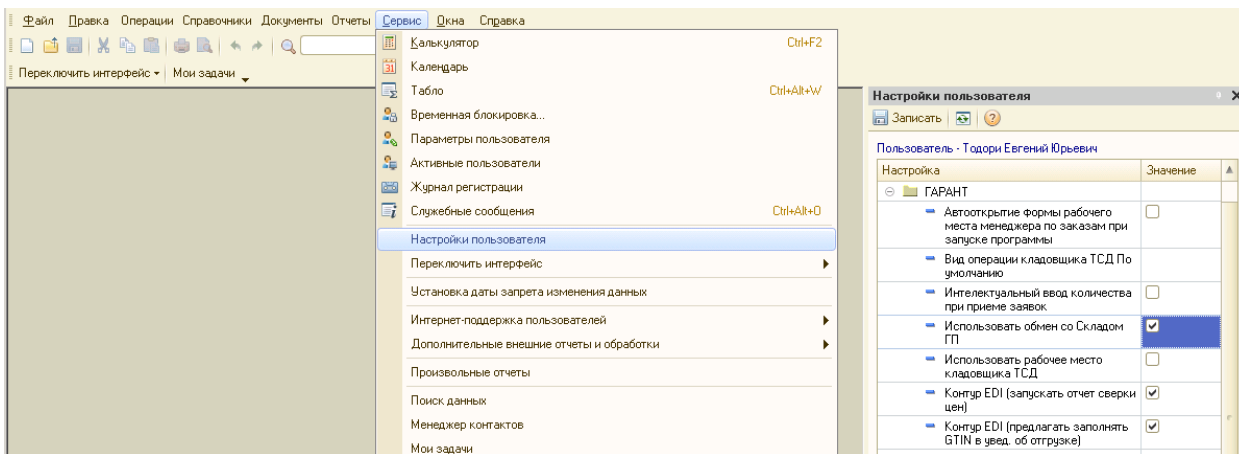 Файл Правка Операции Справочники Документы Отчеты Сервис Окна Справка
Переключить интерфейс Мои задачи
Калькулятор Ctrl+F2
Календарь
Табло Ctrl+Alt+W
Временная блокировка...
Параметры пользователя
Активные пользователи
Журнал регистрации
Служебные сообщения Ctrl+Alt+O
Настройки пользователя
Переключить интерфейс
Установка даты запрета изменения данных
Интернет-поддержка пользователей
Дополнительные внешние отчеты и обработки
Произвольные отчеты
Поиск данных
Менеджер контактов
Мои задачи
Настройки пользователя
Записать
Пользователь - Тодори Евгений Юрьевич
Настройка Значение
ГАРАНТ
Автооткрытие формы рабочего
места менеджера по заказам при
запуске программы
Вид операции кладовщика ТСД По
умолчанию
Интелектуальный ввод количества
при приеме заявок
Использовать обмен со Складом
ГП
Использовать рабочее место
кладовщика ТСД
Контур EDI (запускать отчет сверки
цен)
Контур EDI (предлагать заполнять
GTIN в увед. об отгрузке)